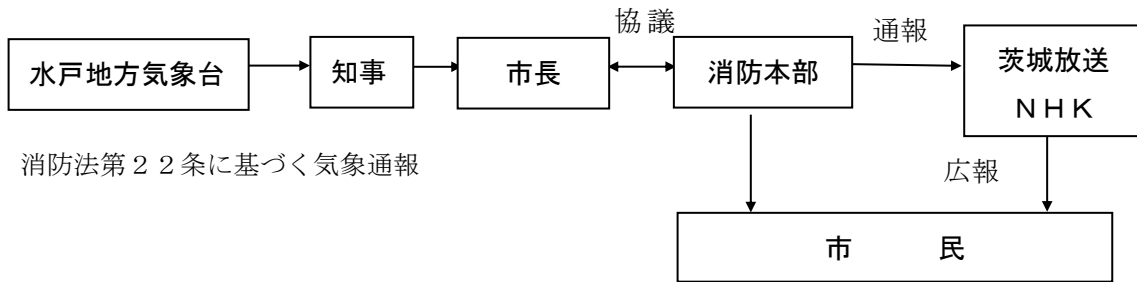 協議
通報
水戸地方気象台
知事
市長
消防本部
茨城放送
ＮＨＫ
消防法第２２条に基づく気象通報
広報
市　　　民